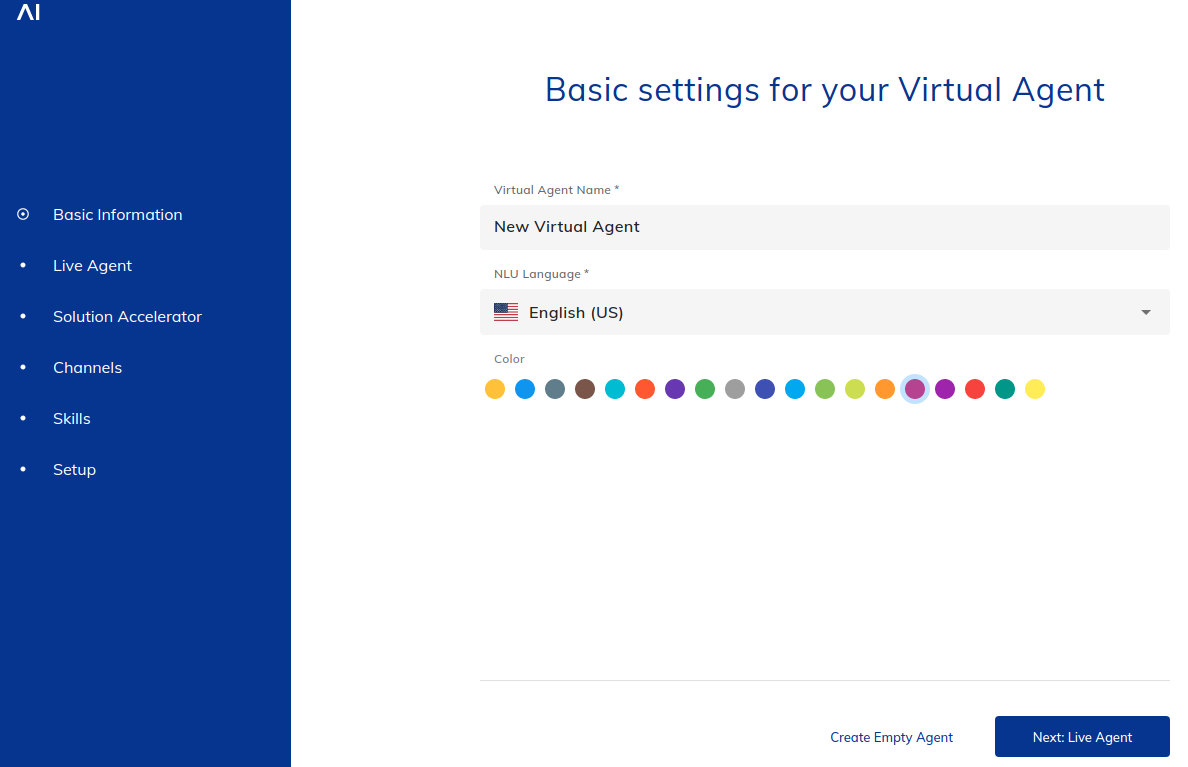 AI
Basic settings for your Virtual Agent
Virtual Agent Name *
New Virtual Agent
Basic Information
Live Agent
Solution Accelerator
Channels
Skills
Setup
NLU Language *
English (US)
Color
Create Empty Agent
Next: Live Agent